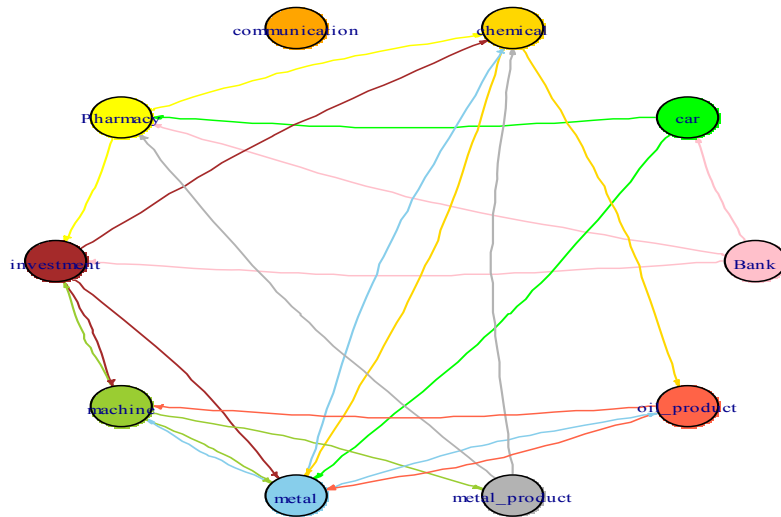 communication
chemical
Pharmacy
car
investment
Bank
machine
oil_product
metal
metal_product